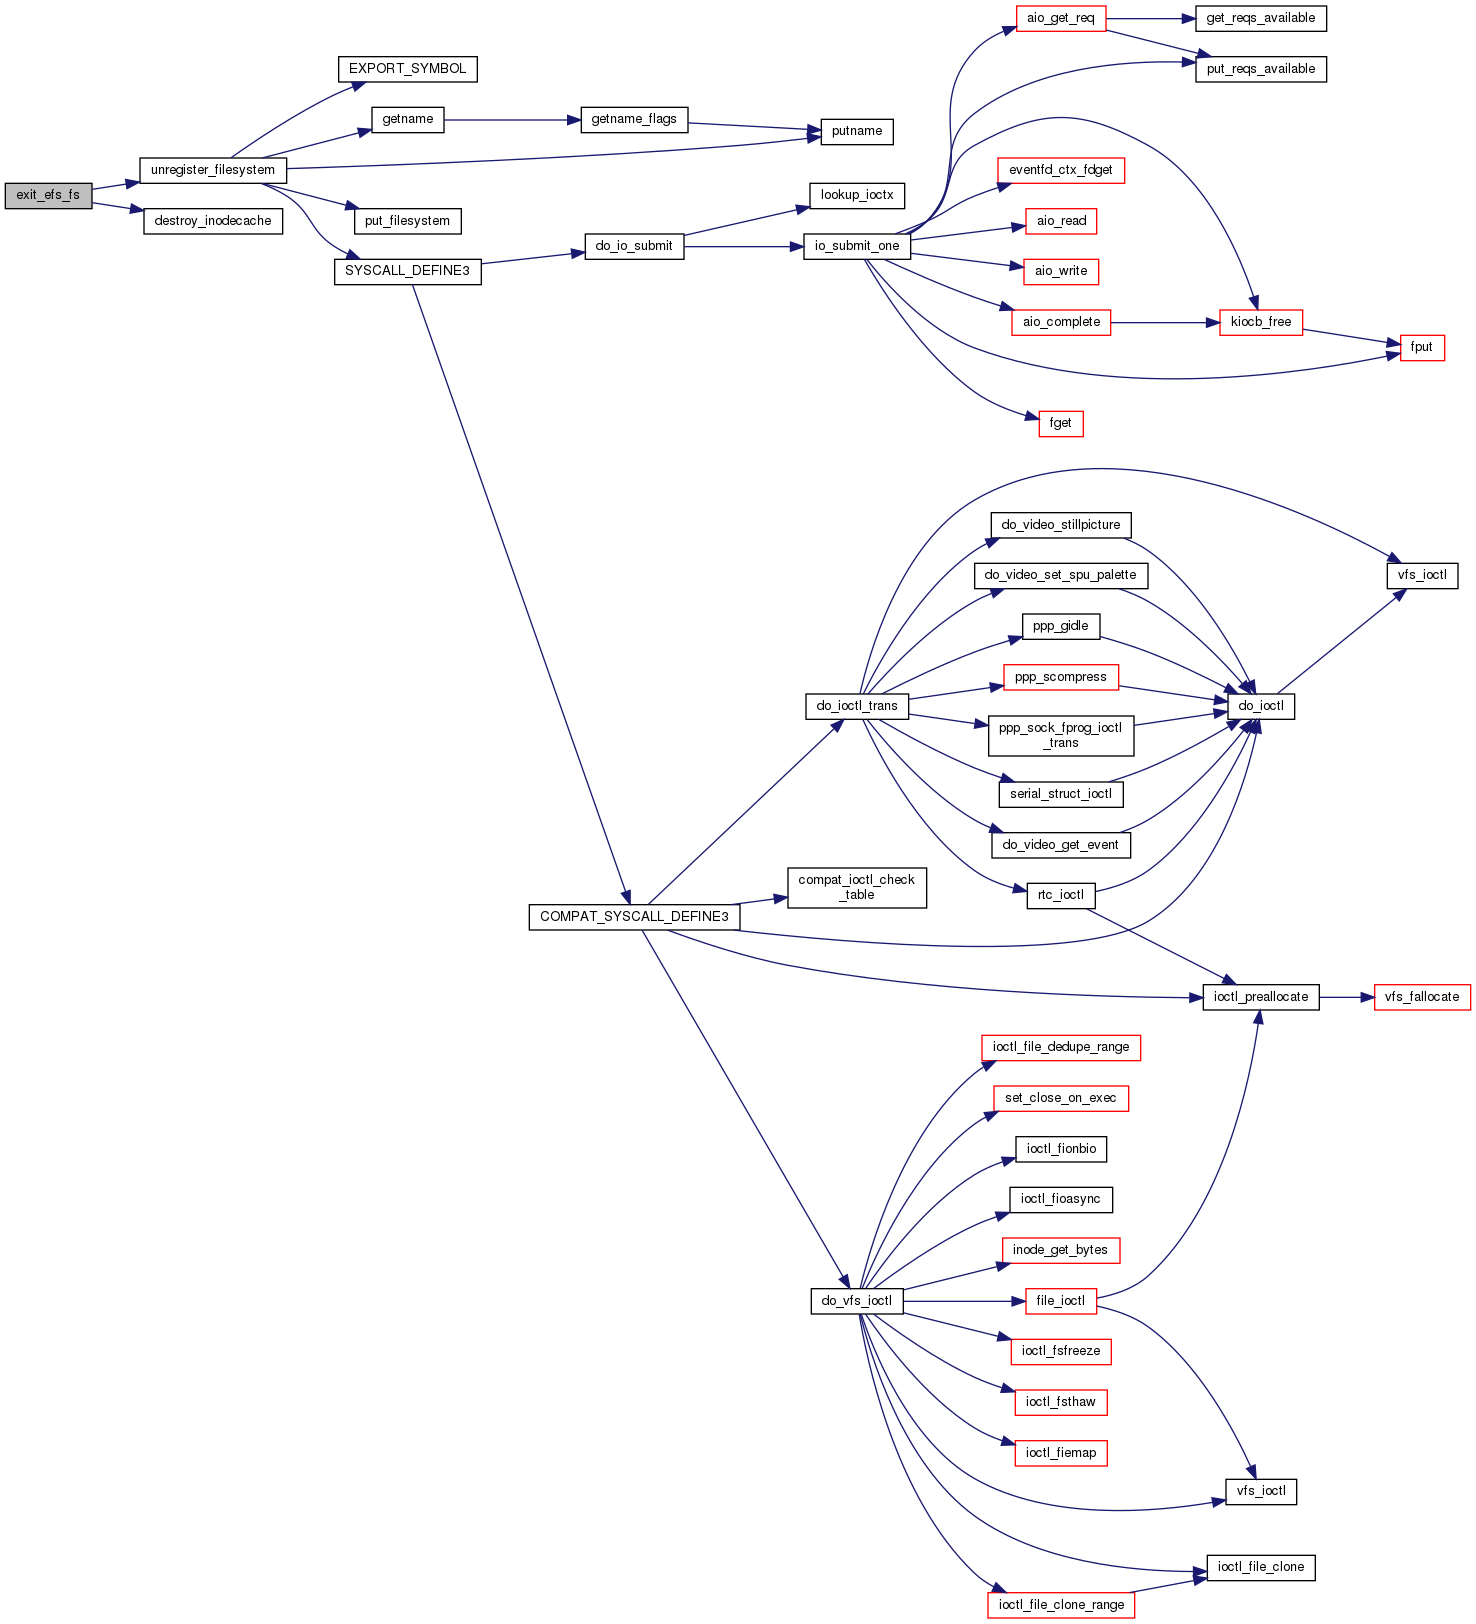 exit_efs_fs
unregister_filesystem
destroy_inodecache
EXPORT_SYMBOL
getname
put_filesystem
SYSCALL_DEFINE3
getname_flags
putname
do_io_submit
lookup_ioctx
io_submit_one
aio_get_req
get_reqs_available
put_reqs_available
eventfd_ctx_fdget
aio_read
aio_write
aio_complete
kiocb_free
fput
fget
COMPAT_SYSCALL_DEFINE3
do_ioctl_trans
compat_ioctl_check
_table
do_video_stillpicture
do_video_set_spu_palette
ppp_gidle
ppp_scompress
ppp_sock_fprog_ioctl
_trans
serial_struct_ioctl
do_video_get_event
rtc_ioctl
do_ioctl
vfs_ioctl
ioctl_preallocate
vfs_fallocate
do_vfs_ioctl
ioctl_file_dedupe_range
set_close_on_exec
ioctl_fionbio
ioctl_fioasync
inode_get_bytes
file_ioctl
ioctl_fsfreeze
ioctl_fsthaw
ioctl_fiemap
vfs_ioctl
ioctl_file_clone
ioctl_file_clone_range